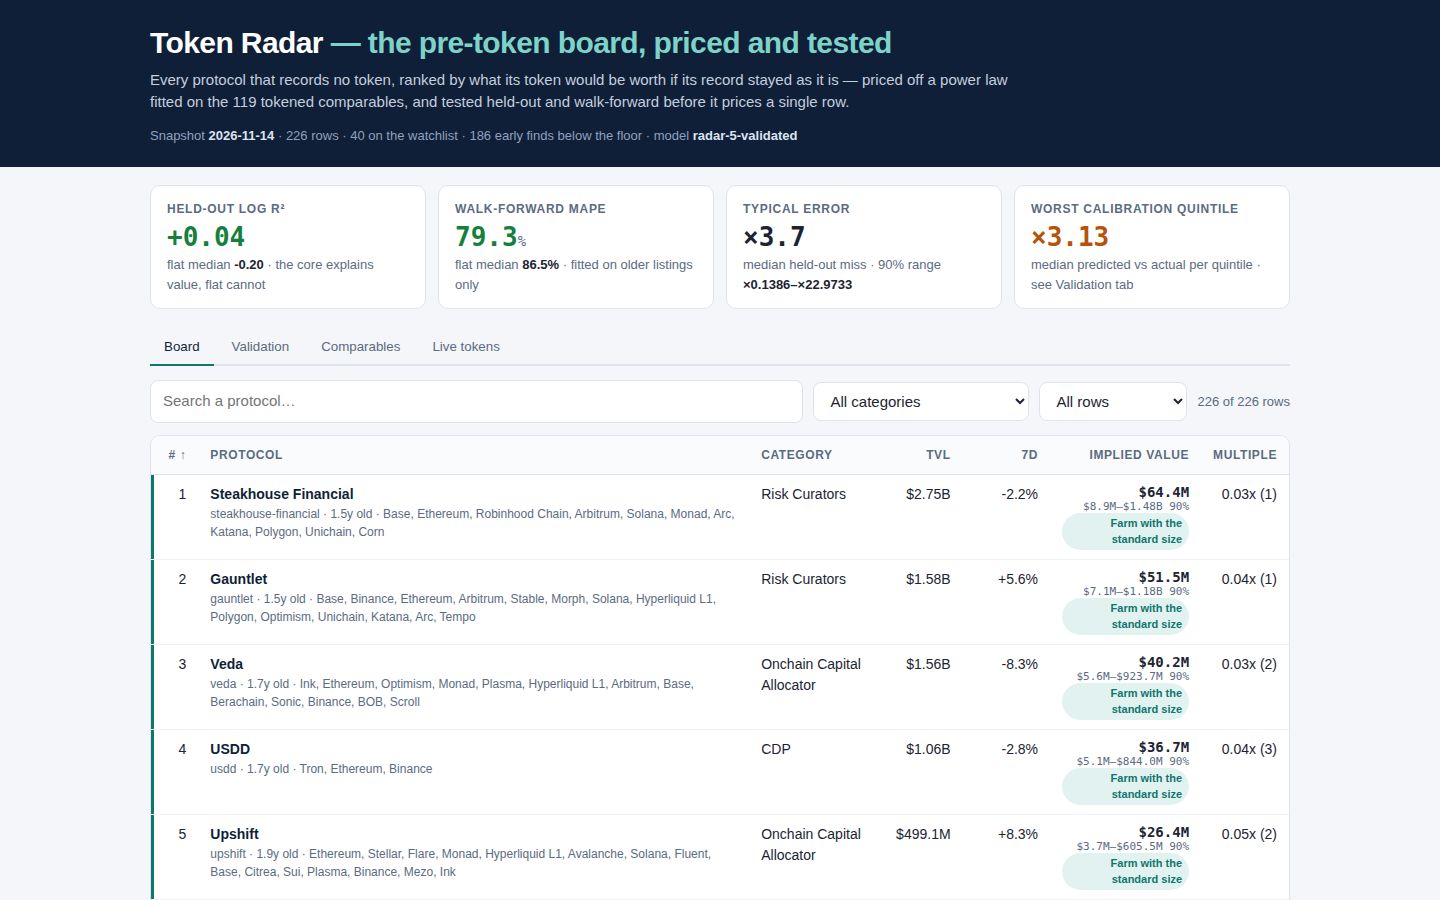 Token Radar — the pre-token board, priced and tested
Every protocol that records no token, ranked by what its token would be worth if its record stayed as it is — priced off a power law
fitted on the 119 tokened comparables, and tested held-out and walk-forward before it prices a single row.
Snapshot 2026-11-14 · 226 rows · 40 on the watchlist · 186 early finds below the floor · model radar-5-validated
HELD-OUT LOG R²
+0.04
flat median -0.20 · the core explains
value, flat cannot
WALK-FORWARD MAPE
79.3%
flat median 86.5% · fitted on older listings
only
TYPICAL ERROR
×3.7
median held-out miss · 90% range
×0.1386–×22.9733
WORST CALIBRATION QUINTILE
×3.13
median predicted vs actual per quintile ·
see Validation tab
Board Validation Comparables Live tokens
Search a protocol… All categories All rows 226 of 226 rows
# ↑ PROTOCOL CATEGORY TVL 7D IMPLIED VALUE MULTIPLE
1 Steakhouse Financial Risk Curators $2.75B -2.2% $64.4M 0.03x (1)
steakhouse-financial · 1.5y old · Base, Ethereum, Robinhood Chain, Arbitrum, Solana, Monad, Arc,
Katana, Polygon, Unichain, Corn
$8.9M–$1.48B 90%
Farm with the
standard size
2 Gauntlet Risk Curators $1.58B +5.6% $51.5M 0.04x (1)
gauntlet · 1.5y old · Base, Binance, Ethereum, Arbitrum, Stable, Morph, Solana, Hyperliquid L1,
Polygon, Optimism, Unichain, Katana, Arc, Tempo
$7.1M–$1.18B 90%
Farm with the
standard size
3 Veda Onchain Capital $1.56B -8.3% $40.2M 0.03x (2)
Allocator
veda · 1.7y old · Ink, Ethereum, Optimism, Monad, Plasma, Hyperliquid L1, Arbitrum, Base,
Berachain, Sonic, Binance, BOB, Scroll
$5.6M–$923.7M 90%
Farm with the
standard size
4 USDD CDP $1.06B -2.8% $36.7M 0.04x (3)
usdd · 1.7y old · Tron, Ethereum, Binance
$5.1M–$844.0M 90%
Farm with the
standard size
5 Upshift Onchain Capital $499.1M +8.3% $26.4M 0.05x (2)
Allocator
upshift · 1.9y old · Ethereum, Stellar, Flare, Monad, Hyperliquid L1, Avalanche, Solana, Fluent,
Base, Citrea, Sui, Plasma, Binance, Mezo, Ink
$3.7M–$605.5M 90%
Farm with the
standard size